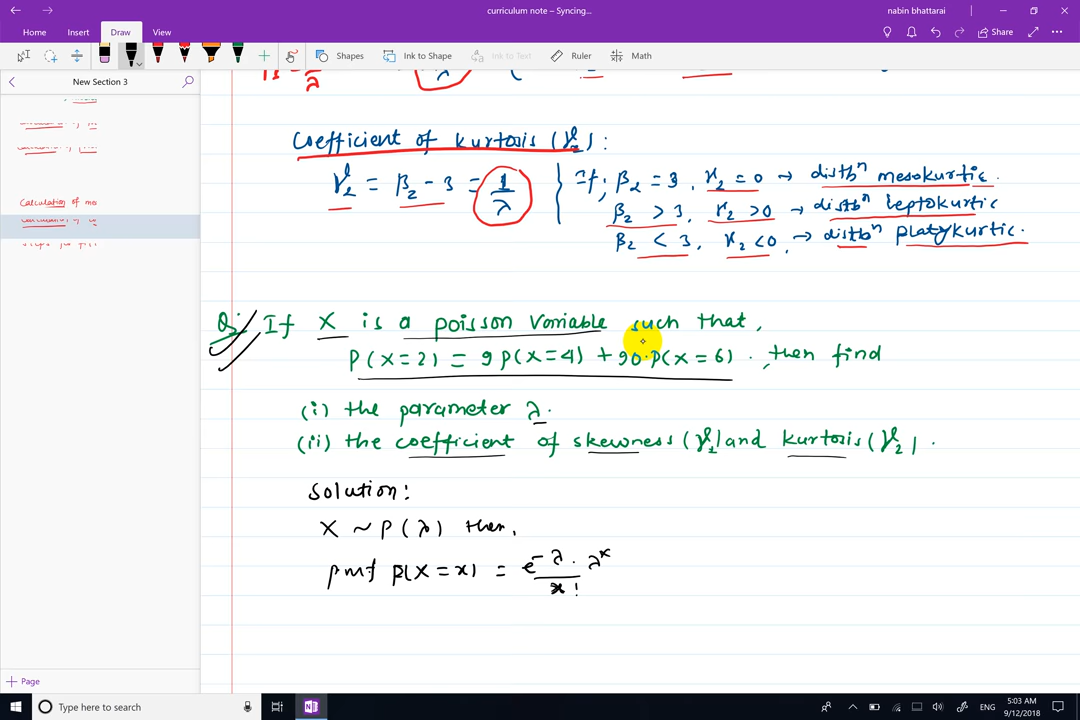 curriculum note - Syncing...
nabin bhattarai
Home Insert Draw View
Share
Shapes Ink to Shape Ink to Text Ruler Math
New Section 3
Coefficient of Kurtosis (γ₂) :
γ₂ = β₂ - 3 = 1/λ } If; β₂ = 3, γ₂ = 0 → distbⁿ mesokurtic.
β₂ > 3, γ₂ > 0 → distbⁿ leptokurtic
β₂ < 3, γ₂ < 0, → distbⁿ platykurtic.
Q: If X is a poisson variable such that,
P(X=2) = 9 P(X=4) + 90·P(X=6). , then find
(i) the parameter λ.
(ii) the coefficient of skewness (γ₁) and kurtosis (γ₂).
Solution:
X ~ P(λ) then,
pmf P(X=x) = e^-λ · λ^x / x!
Page
Type here to search
ENG
5:03 AM
9/12/2018